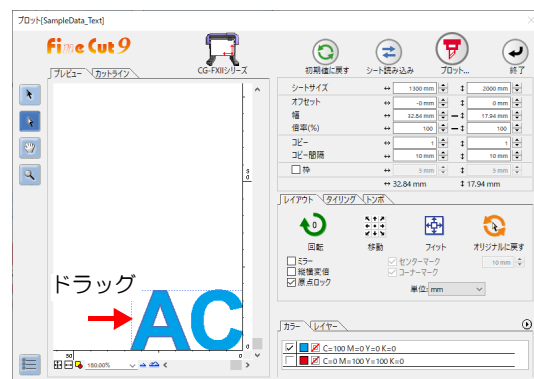 プロット[SampleData_Text]
Fine Cut 9
CG-FXIIシリーズ
初期値に戻す シート読み込み プロット... 終了
プレビュー カットライン
シートサイズ 1300 mm 2000 mm
オフセット -0 mm 0 mm
幅 32.84 mm 17.94 mm
倍率(%) 100 100
コピー 1 1
コピー間隔 10 mm 10 mm
枠 5 mm 5 mm
32.84 mm 17.94 mm
レイアウト タイリング トンボ
0
回転 移動 フィット オリジナルに戻す
ミラー センターマーク 10 mm
縦横変倍 コーナーマーク
原点ロック
単位: mm
ドラッグ
AC
50 0
50
0
0
150.00%
カラー レイヤー
C=100 M=0 Y=0 K=0
C=0 M=100 Y=100 K=0